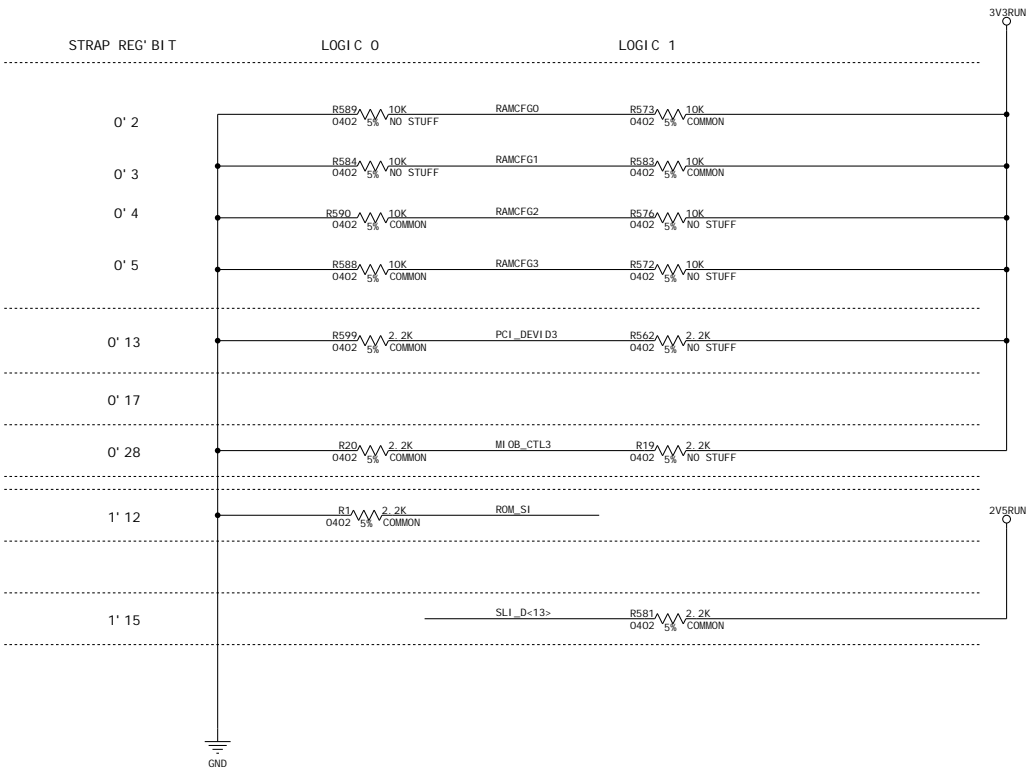 3V3RUN
STRAP REG'BIT LOGIC 0 LOGIC 1
0'2 R589 10K RAMCFG0 R573 10K
0402 5% NO STUFF 0402 5% COMMON
0'3 R584 10K RAMCFG1 R583 10K
0402 5% NO STUFF 0402 5% COMMON
0'4 R590 10K RAMCFG2 R576 10K
0402 5% COMMON 0402 5% NO STUFF
0'5 R588 10K RAMCFG3 R572 10K
0402 5% COMMON 0402 5% NO STUFF
0'13 R599 2.2K PCI_DEVID3 R562 2.2K
0402 5% COMMON 0402 5% NO STUFF
0'17
0'28 R20 2.2K MIOB_CTL3 R19 2.2K
0402 5% COMMON 0402 5% NO STUFF
1'12 R1 2.2K ROM_SI 2V5RUN
0402 5% COMMON
1'15 SLI_D<13> R581 2.2K
0402 5% COMMON
GND